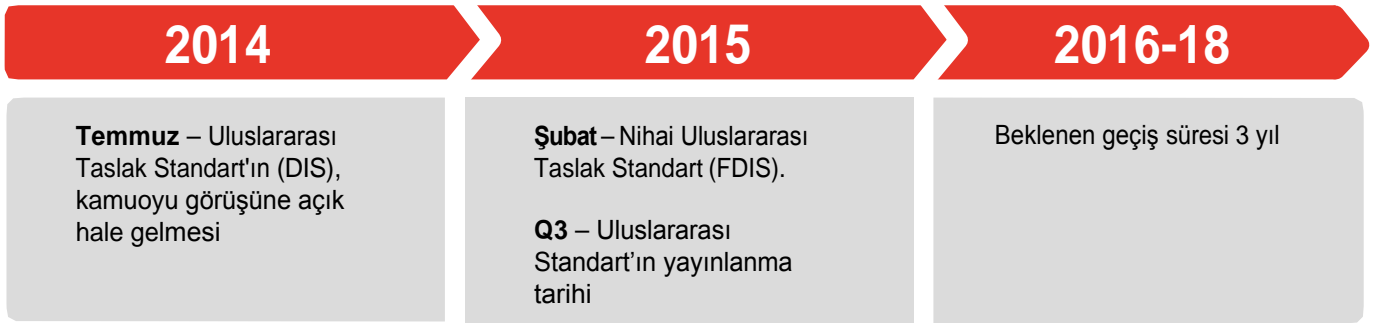 2014
Temmuz – Uluslararası
Taslak Standart'ın (DIS),
kamuoyu görüşüne açık
hale gelmesi
2015
Şubat – Nihai Uluslararası
Taslak Standart (FDIS).
Q3 – Uluslararası
Standart’ın yayınlanma
tarihi
2016-18
Beklenen geçiş süresi 3 yıl